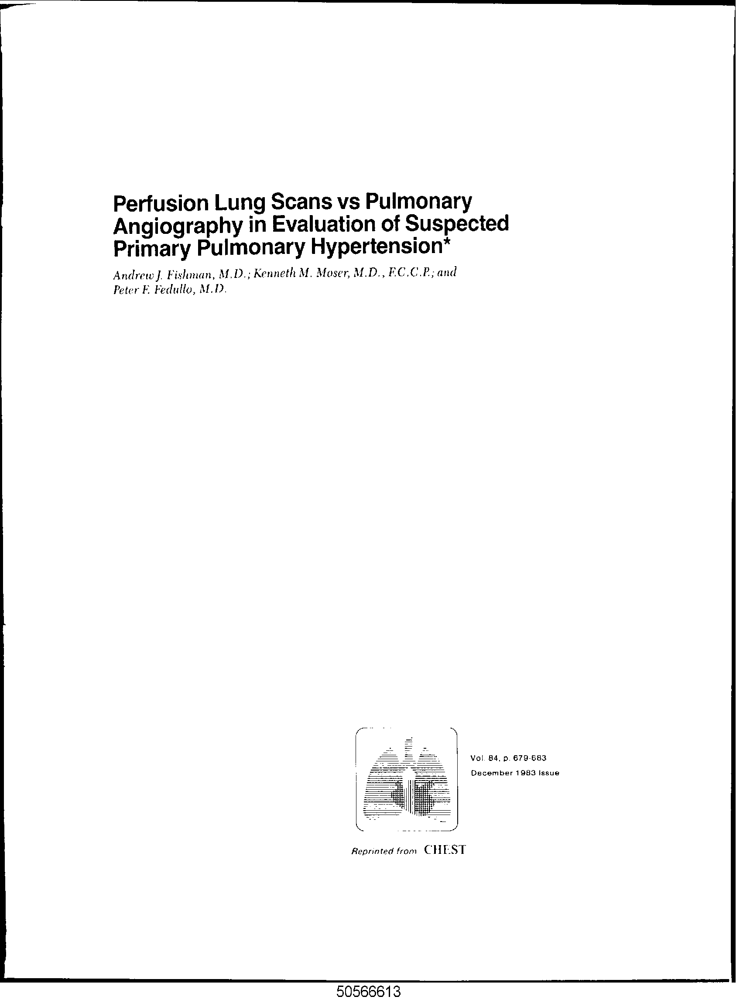 Perfusion Lung Scans vs Pulmonary
Angiography in Evaluation of Suspected
Primary Pulmonary Hypertension*
Andrew J. Fishman, M.D.; Kenneth M. Moser, M.D., F.C.C.P.; and
Peter F. Fedullo, M.D.
Vol. 84, p. 679-683
December 1983 Issue
Reprinted from CHEST
50566613